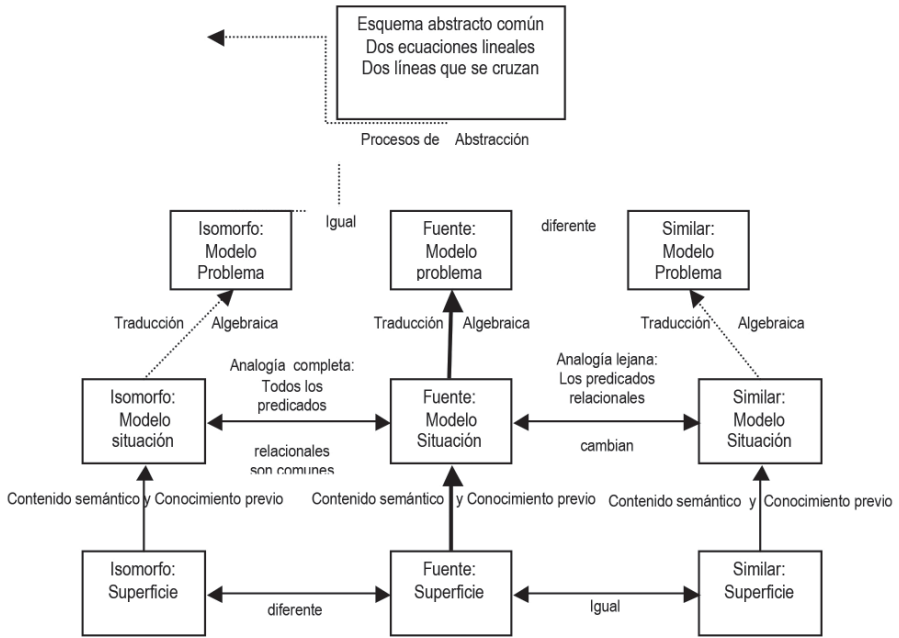 Esquema abstracto común
Dos ecuaciones lineales
Dos líneas que se cruzan
Procesos de Abstracción
Isomorfo:
Modelo
Problema
Igual
Fuente:
Modelo
problema
diferente
Similar:
Modelo
Problema
Traducción Algebraica
Traducción Algebraica
Traducción Algebraica
Analogía completa:
Todos los
predicados
Analogía lejana:
Los predicados
relacionales
Isomorfo:
Modelo
situación
Fuente:
Modelo
Situación
Similar:
Modelo
Situación
relacionales
son comunes
cambian
Contenido semántico y Conocimiento previo
Contenido semántico y Conocimiento previo
Contenido semántico y Conocimiento previo
Isomorfo:
Superficie
Fuente:
Superficie
Similar:
Superficie
diferente
Igual